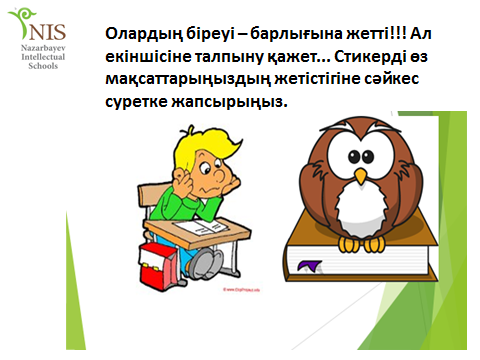 NIS
Nazarbayev
Intellectual
Schools
Олардың біреуі – барлығына жетті!!! Ал
екіншісіне талпыну қажет... Стикерді өз
мақсаттарыңыздың жетістігіне сәйкес
суретке жапсырыңыз.